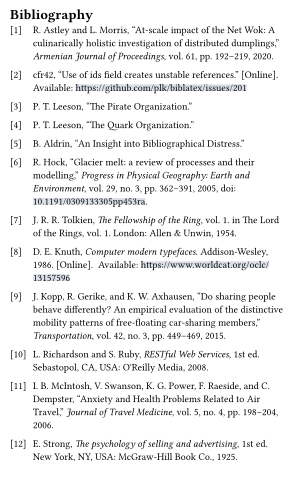 Bibliography
[1] R. Astley and L. Morris, “At-scale impact of the Net Wok: A
culinarically holistic investigation of distributed dumplings,”
Armenian Journal of Proceedings, vol. 61, pp. 192–219, 2020.
[2] cfr42, “Use of ids field creates unstable references.” [Online].
Available: https://github.com/plk/biblatex/issues/201
[3] P. T. Leeson, “The Pirate Organization.”
[4] P. T. Leeson, “The Quark Organization.”
[5] B. Aldrin, “An Insight into Bibliographical Distress.”
[6] R. Hock, “Glacier melt: a review of processes and their
modelling,” Progress in Physical Geography: Earth and
Environment, vol. 29, no. 3, pp. 362–391, 2005, doi:
10.1191/0309133305pp453ra.
[7] J. R. R. Tolkien, The Fellowship of the Ring, vol. 1. in The Lord
of the Rings, vol. 1. London: Allen & Unwin, 1954.
[8] D. E. Knuth, Computer modern typefaces. Addison-Wesley,
1986. [Online]. Available: https://www.worldcat.org/oclc/
13157596
[9] J. Kopp, R. Gerike, and K. W. Axhausen, “Do sharing people
behave differently? An empirical evaluation of the distinctive
mobility patterns of free-floating car-sharing members,”
Transportation, vol. 42, no. 3, pp. 449–469, 2015.
[10] L. Richardson and S. Ruby, RESTful Web Services, 1st ed.
Sebastopol, CA, USA: O’Reilly Media, 2008.
[11] I. B. McIntosh, V. Swanson, K. G. Power, F. Raeside, and C.
Dempster, “Anxiety and Health Problems Related to Air
Travel,” Journal of Travel Medicine, vol. 5, no. 4, pp. 198–204,
2006.
[12] E. Strong, The psychology of selling and advertising, 1st ed.
New York, NY, USA: McGraw-Hill Book Co., 1925.